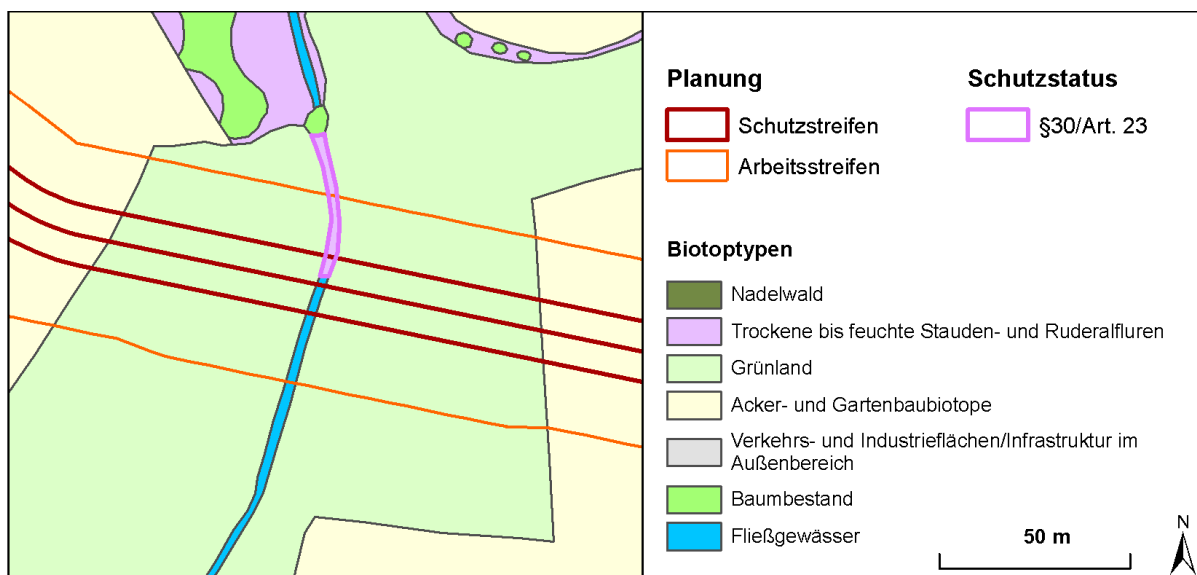 Planung
Schutzstreifen
Arbeitsstreifen
Schutzstatus
§30/Art. 23
Biotoptypen
Nadelwald
Trockene bis feuchte Stauden- und Ruderalfluren
Grünland
Acker- und Gartenbaubiotope
Verkehrs- und Industrieflächen/Infrastruktur im
Außenbereich
Baumbestand
Fließgewässer
50 m
N